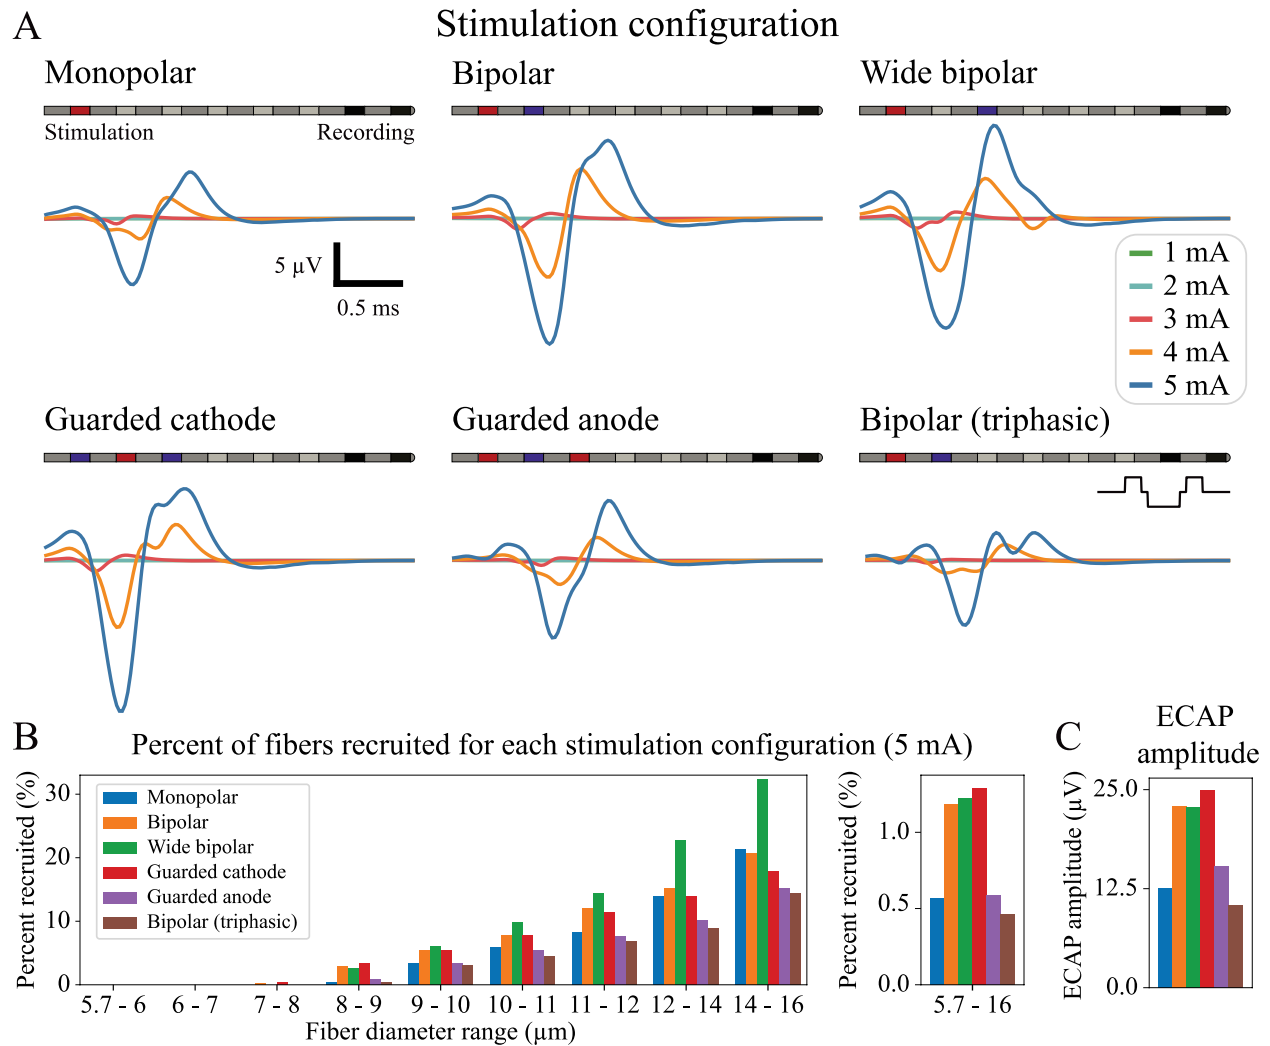 A
Stimulation configuration
Monopolar
Bipolar
Wide bipolar
Stimulation
Recording
5 µV
0.5 ms
1 mA
2 mA
3 mA
4 mA
5 mA
Guarded cathode
Guarded anode
Bipolar (triphasic)
B
Percent of fibers recruited for each stimulation configuration (5 mA)
Percent recruited (%)
30
20
10
0
Monopolar
Bipolar
Wide bipolar
Guarded cathode
Guarded anode
Bipolar (triphasic)
5.7 - 6
6 - 7
7 - 8
8 - 9
9 - 10
10 - 11
11 - 12
12 - 14
14 - 16
Fiber diameter range (µm)
Percent recruited (%)
1.0
0.5
0.0
5.7 - 16
C
ECAP
amplitude
ECAP amplitude (µV)
25.0
12.5
0.0